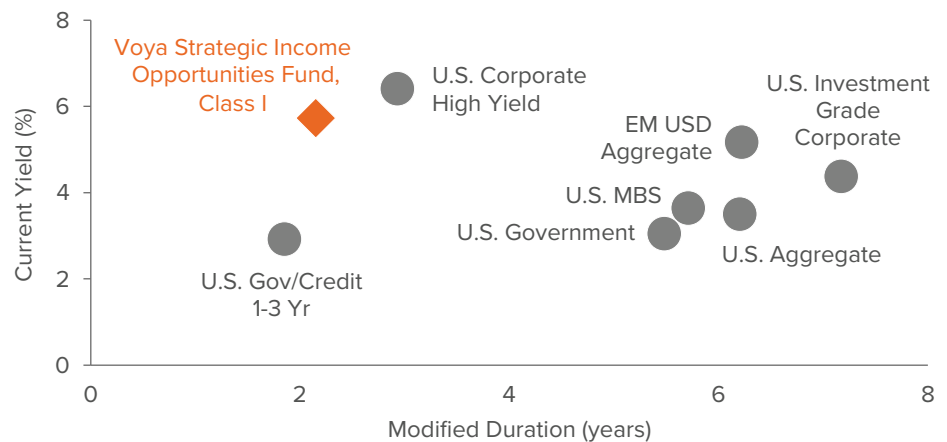 8
6
4
2
0
Current Yield (%)
Voya Strategic Income
Opportunities Fund,
Class I
U.S. Corporate
High Yield
U.S. Investment
Grade
Corporate
EM USD
Aggregate
U.S. MBS
U.S. Government
U.S. Aggregate
U.S. Gov/Credit
1-3 Yr
0
2
4
6
8
Modified Duration (years)